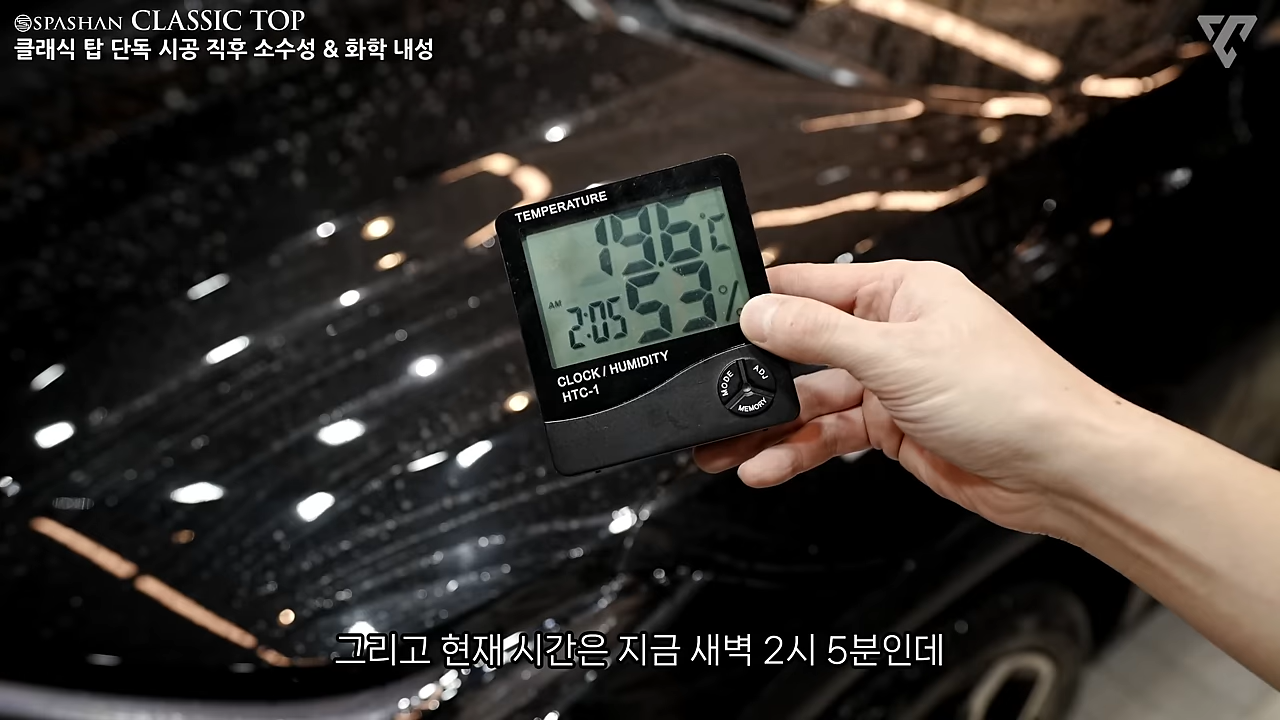 SPASHAN CLASSIC TOP
클래식 탑 단독 시공 직후 소수성 & 화학 내성
TEMPERATURE
19.6°C
53%
AM 2:05
CLOCK / HUMIDITY
HTC-1
MODE
ADJ
MEMORY
그리고 현재 시간은 지금 새벽 2시 5분인데